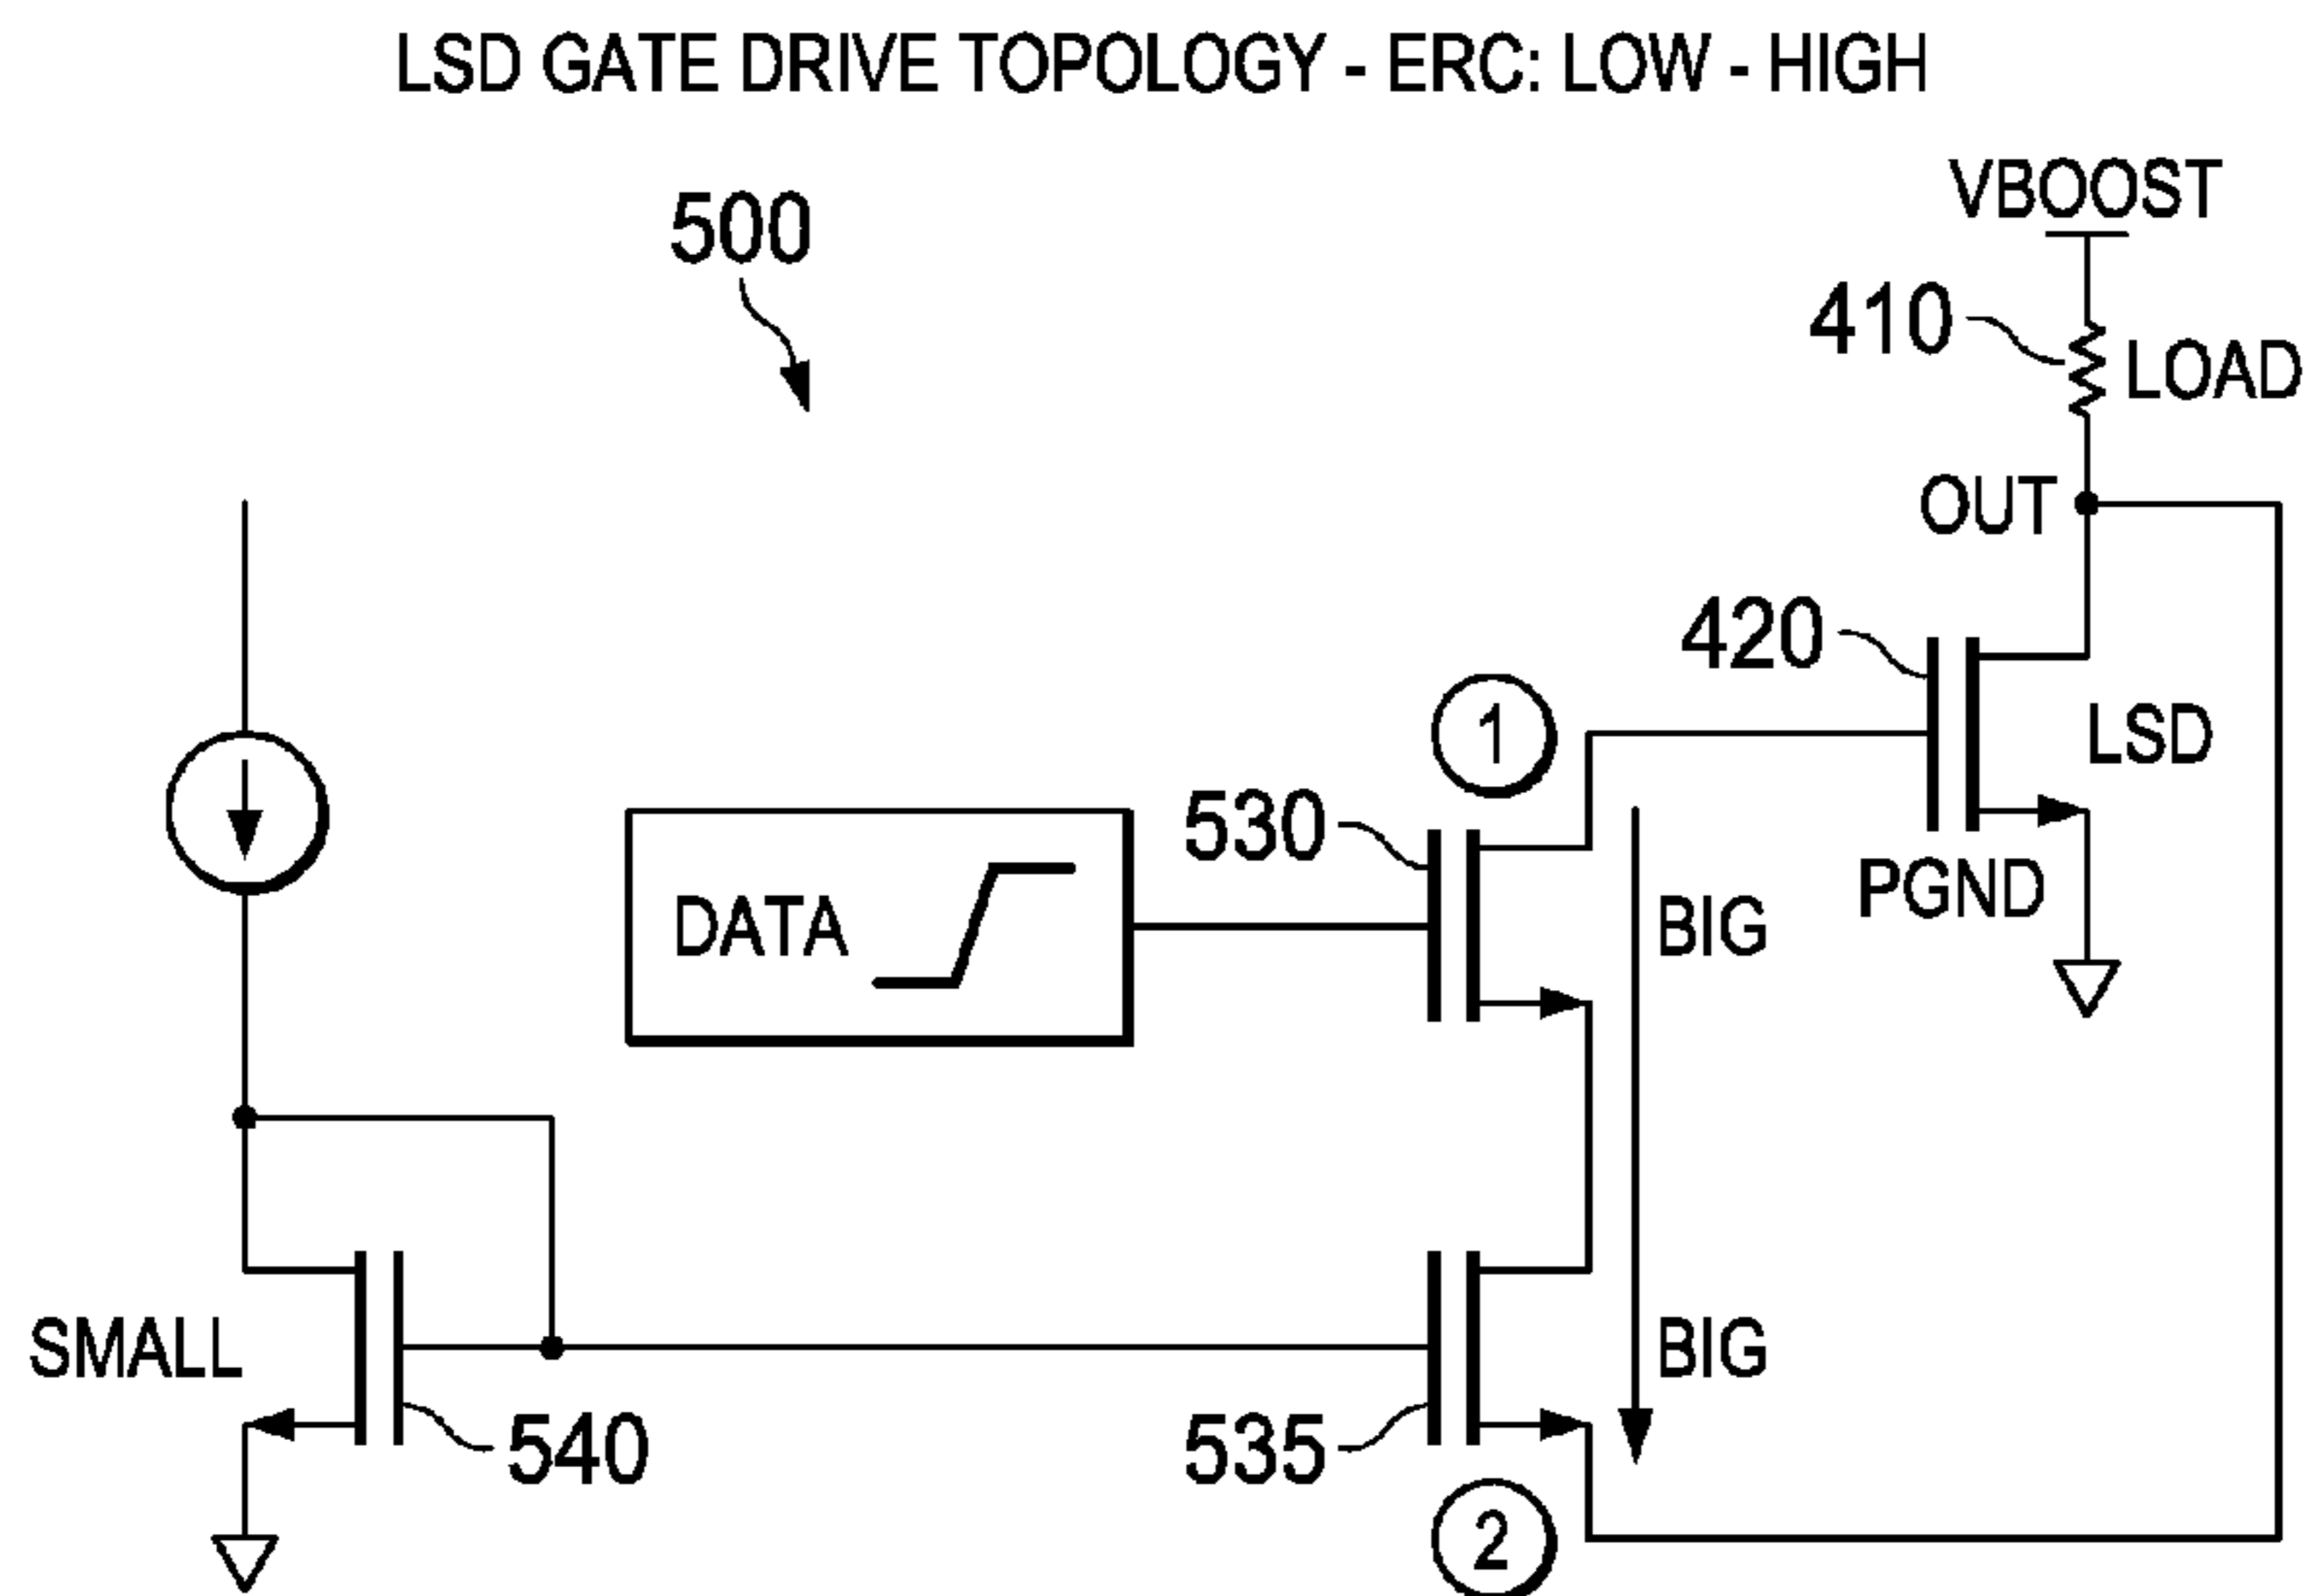 LSD GATE DRIVE TOPOLOGY - ERC: LOW - HIGH
500
VBOOST
410
LOAD
OUT
420
LSD
1
530
DATA
BIG
PGND
SMALL
540
535
BIG
2